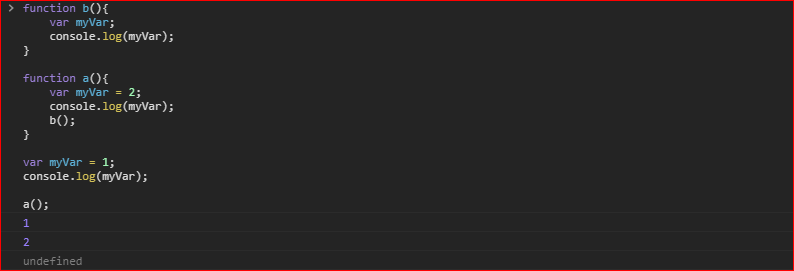 function b(){
    var myVar;
    console.log(myVar);
}
function a(){
    var myVar = 2;
    console.log(myVar);
    b();
}
var myVar = 1;
console.log(myVar);
a();
1
2
undefined